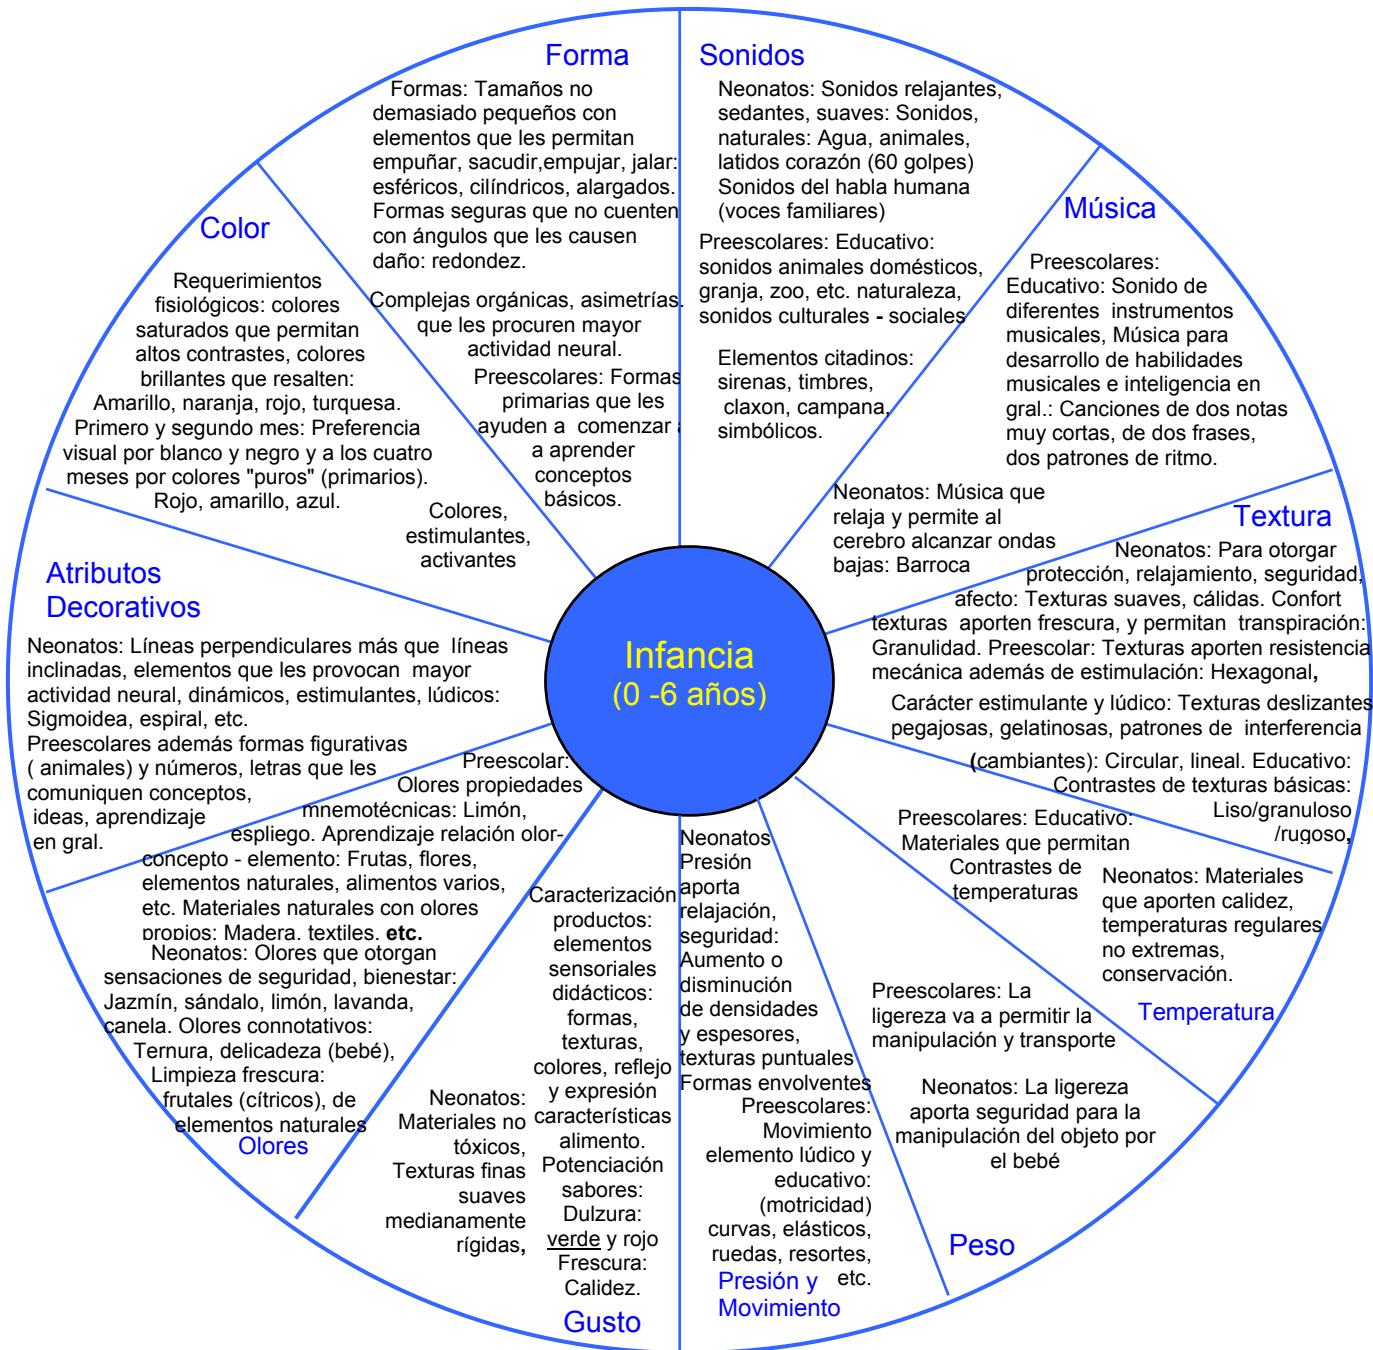 Forma
Formas: Tamaños no
demasiado pequeños con
elementos que les permitan
empuñar, sacudir,empujar, jalar:
esféricos, cilíndricos, alargados.
Formas seguras que no cuenten
con ángulos que les causen
daño: redondez.
Complejas orgánicas, asimetrías.
que les procuren mayor
actividad neural.
Preescolares: Formas
primarias que les
ayuden a comenzar a
a aprender
conceptos
básicos.
Sonidos
Neonatos: Sonidos relajantes,
sedantes, suaves: Sonidos,
naturales: Agua, animales,
latidos corazón (60 golpes)
Sonidos del habla humana
(voces familiares)
Preescolares: Educativo:
sonidos animales domésticos,
granja, zoo, etc. naturaleza,
sonidos culturales - sociales
Elementos citadinos:
sirenas, timbres,
claxon, campana,
simbólicos.
Música
Preescolares:
Educativo: Sonido de
diferentes instrumentos
musicales, Música para
desarrollo de habilidades
musicales e inteligencia en
gral.: Canciones de dos notas
muy cortas, de dos frases,
dos patrones de ritmo.
Neonatos: Música que
relaja y permite al
cerebro alcanzar ondas
bajas: Barroca
Textura
Neonatos: Para otorgar
protección, relajamiento, seguridad,
afecto: Texturas suaves, cálidas. Confort
texturas aporten frescura, y permitan transpiración:
Granulidad. Preescolar: Texturas aporten resistencia
mecánica además de estimulación: Hexagonal,
Carácter estimulante y lúdico: Texturas deslizantes
pegajosas, gelatinosas, patrones de interferencia
(cambiantes): Circular, lineal. Educativo:
Contrastes de texturas básicas:
Liso/granuloso
/rugoso,
Preescolares: Educativo:
Materiales que permitan
Contrastes de
temperaturas
Neonatos: Materiales
que aporten calidez,
temperaturas regulares
no extremas,
conservación.
Temperatura
Preescolares: La
ligereza va a permitir la
manipulación y transporte
Neonatos: La ligereza
aporta seguridad para la
manipulación del objeto por
el bebé
Peso
Neonatos
Presión
aporta
relajación,
seguridad:
Aumento o
disminución
de densidades
y espesores,
texturas puntuales
Formas envolventes
Preescolares:
Movimiento
elemento lúdico y
educativo:
(motricidad)
curvas, elásticos,
ruedas, resortes,
etc.
Presión y
Movimiento
Caracterización
productos:
elementos
sensoriales
didácticos:
formas,
texturas,
colores, reflejo
y expresión
características
alimento.
Potenciación
sabores:
Dulzura:
verde y rojo
Frescura:
Calidez.
Neonatos:
Materiales no
tóxicos,
Texturas finas
suaves
medianamente
rígidas,
Gusto
Preescolar:
Olores propiedades
mnemotécnicas: Limón,
espliego. Aprendizaje relación olor-
concepto - elemento: Frutas, flores,
elementos naturales, alimentos varios,
etc. Materiales naturales con olores
propios: Madera, textiles, etc.
Neonatos: Olores que otorgan
sensaciones de seguridad, bienestar:
Jazmín, sándalo, limón, lavanda,
canela. Olores connotativos:
Ternura, delicadeza (bebé),
Limpieza frescura:
frutales (cítricos), de
elementos naturales
Olores
Atributos
Decorativos
Neonatos: Líneas perpendiculares más que líneas
inclinadas, elementos que les provocan mayor
actividad neural, dinámicos, estimulantes, lúdicos:
Sigmoidea, espiral, etc.
Preescolares además formas figurativas
( animales) y números, letras que les
comuniquen conceptos,
ideas, aprendizaje
en gral.
Color
Requerimientos
fisiológicos: colores
saturados que permitan
altos contrastes, colores
brillantes que resalten:
Amarillo, naranja, rojo, turquesa.
Primero y segundo mes: Preferencia
visual por blanco y negro y a los cuatro
meses por colores "puros" (primarios).
Rojo, amarillo, azul.
Colores,
estimulantes,
activantes
Infancia
(0 -6 años)